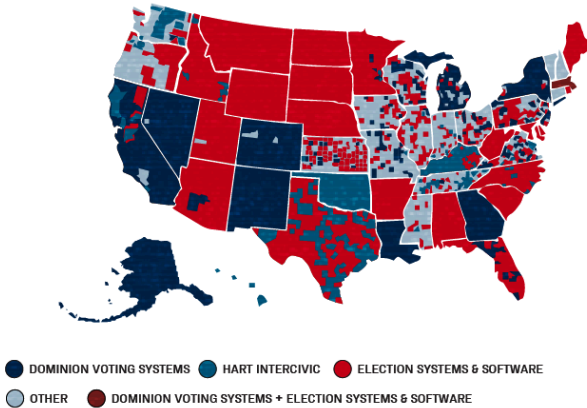 DOMINION VOTING SYSTEMS HART INTERCIVIC ELECTION SYSTEMS & SOFTWARE
OTHER DOMINION VOTING SYSTEMS + ELECTION SYSTEMS & SOFTWARE